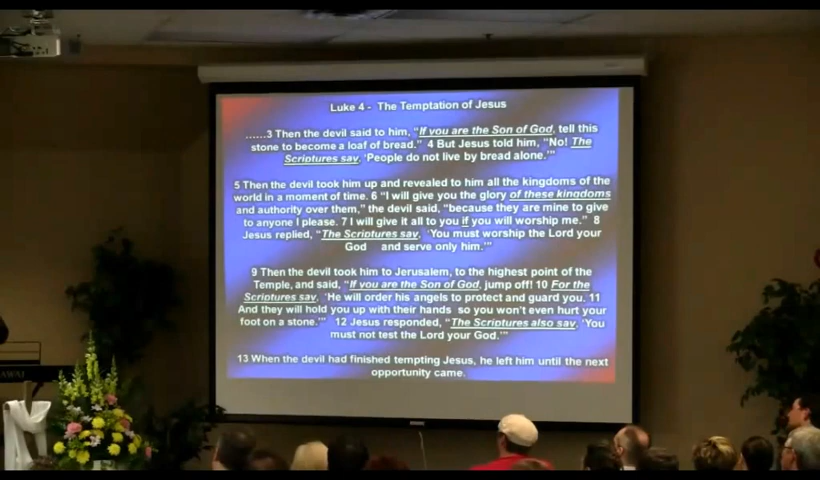 Luke 4 - The Temptation of Jesus
......3 Then the devil said to him, “If you are the Son of God, tell this
stone to become a loaf of bread.” 4 But Jesus told him, “No! The
Scriptures say, ‘People do not live by bread alone.’”
5 Then the devil took him up and revealed to him all the kingdoms of the
world in a moment of time. 6 “I will give you the glory of these kingdoms
and authority over them,” the devil said, “because they are mine to give
to anyone I please. 7 I will give it all to you if you will worship me.” 8
Jesus replied, “The Scriptures say, ‘You must worship the Lord your
God and serve only him.’”
9 Then the devil took him to Jerusalem, to the highest point of the
Temple, and said, “If you are the Son of God, jump off! 10 For the
Scriptures say, ‘He will order his angels to protect and guard you. 11
And they will hold you up with their hands so you won’t even hurt your
foot on a stone.’” 12 Jesus responded, “The Scriptures also say, ‘You
must not test the Lord your God.’”
13 When the devil had finished tempting Jesus, he left him until the next
opportunity came.